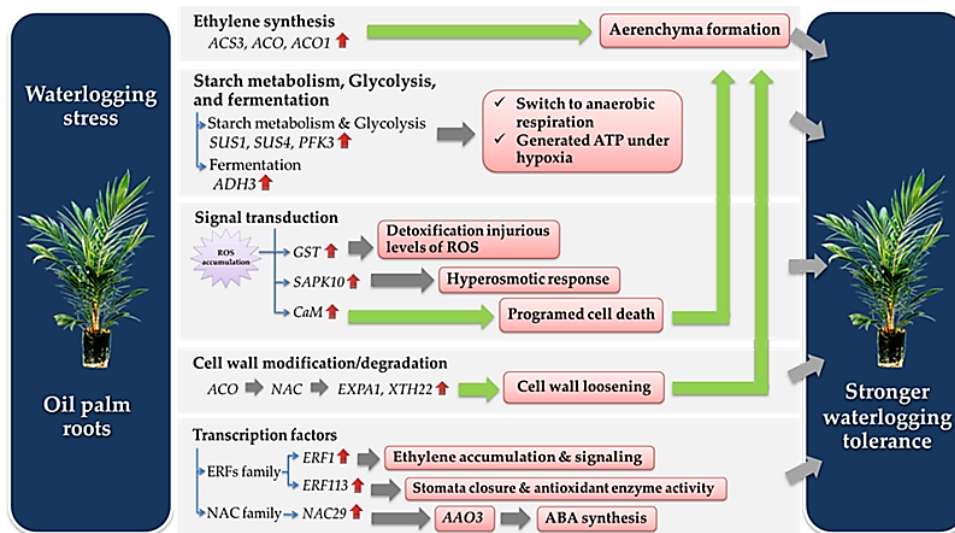 Waterlogging
stress
Oil palm
roots
Ethylene synthesis
ACS3, ACO, ACO1
Aerenchyma formation
Starch metabolism, Glycolysis,
and fermentation
Starch metabolism & Glycolysis
SUS1, SUS4, PFK3
Fermentation
ADH3
✓ Switch to anaerobic
respiration
✓ Generated ATP under
hypoxia
Signal transduction
ROS
accumulation
GST
Detoxification injurious
levels of ROS
SAPK10
Hyperosmotic response
CaM
Programed cell death
Cell wall modification/degradation
ACO NAC EXPA1, XTH22
Cell wall loosening
Transcription factors
ERFs family
ERF1
Ethylene accumulation & signaling
ERF113
Stomata closure & antioxidant enzyme activity
NAC family
NAC29
AAO3
ABA synthesis
Stronger
waterlogging
tolerance